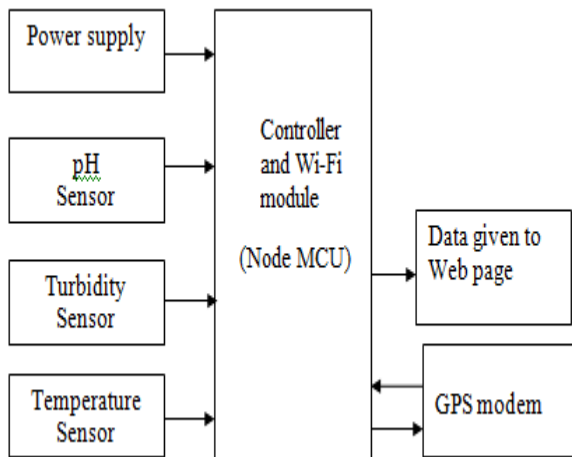 Power supply
pH
Sensor
Turbidity
Sensor
Temperature
Sensor
Controller
and Wi-Fi
module
(Node MCU)
Data given to
Web page
GPS modem